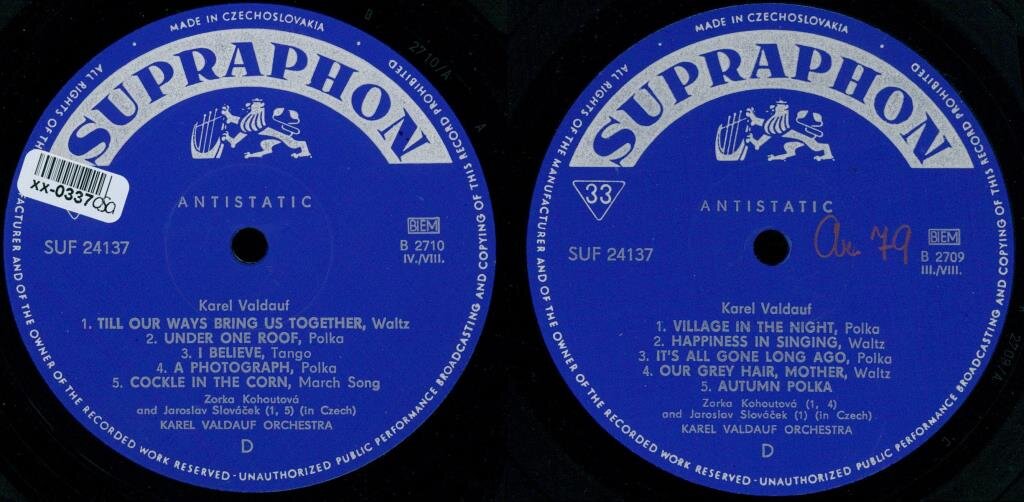 MADE IN CZECHOSLOVAKIA
SUPRAPHON
ALL RIGHTS OF THE MANUFACTURER AND OF THE OWNER OF THE RECORDED WORK RESERVED - UNAUTHORIZED PUBLIC PERFORMANCE BROADCASTING AND COPYING OF THIS RECORD PROHIBITED
2710/A
A
XX-0337
ANTISTATIC
SUF 24137
BIEM
B 2710
IV./VIII.
Karel Valdauf
1. TILL OUR WAYS BRING US TOGETHER, Waltz
2. UNDER ONE ROOF, Polka
3. I BELIEVE, Tango
4. A PHOTOGRAPH, Polka
5. COCKLE IN THE CORN, March Song
Zorka Kohoutová
and Jaroslav Slováček (1, 5) (in Czech)
KAREL VALDAUF ORCHESTRA
D
MADE IN CZECHOSLOVAKIA
SUPRAPHON
ALL RIGHTS OF THE MANUFACTURER AND OF THE OWNER OF THE RECORDED WORK RESERVED - UNAUTHORIZED PUBLIC PERFORMANCE BROADCASTING AND COPYING OF THIS RECORD PROHIBITED
33
ANTISTATIC
79
SUF 24137
BIEM
B 2709
III./VIII.
Karel Valdauf
1. VILLAGE IN THE NIGHT, Polka
2. HAPPINESS IN SINGING, Waltz
3. IT'S ALL GONE LONG AGO, Polka
4. OUR GREY HAIR, MOTHER, Waltz
5. AUTUMN POLKA
Zorka Kohoutová (1, 4)
and Jaroslav Slováček (1) (in Czech)
KAREL VALDAUF ORCHESTRA
D
2709/A